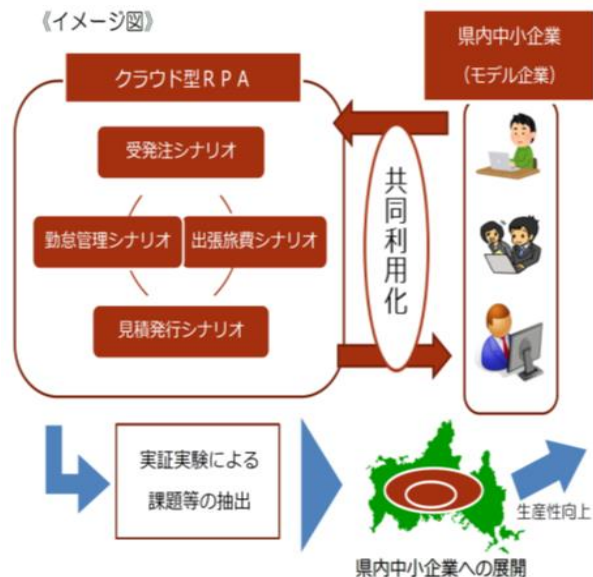 《イメージ図》
県内中小企業
（モデル企業）
クラウド型ＲＰＡ
受発注シナリオ
勤怠管理シナリオ
出張旅費シナリオ
見積発行シナリオ
共同利用化
実証実験による
課題等の抽出
生産性向上
県内中小企業への展開